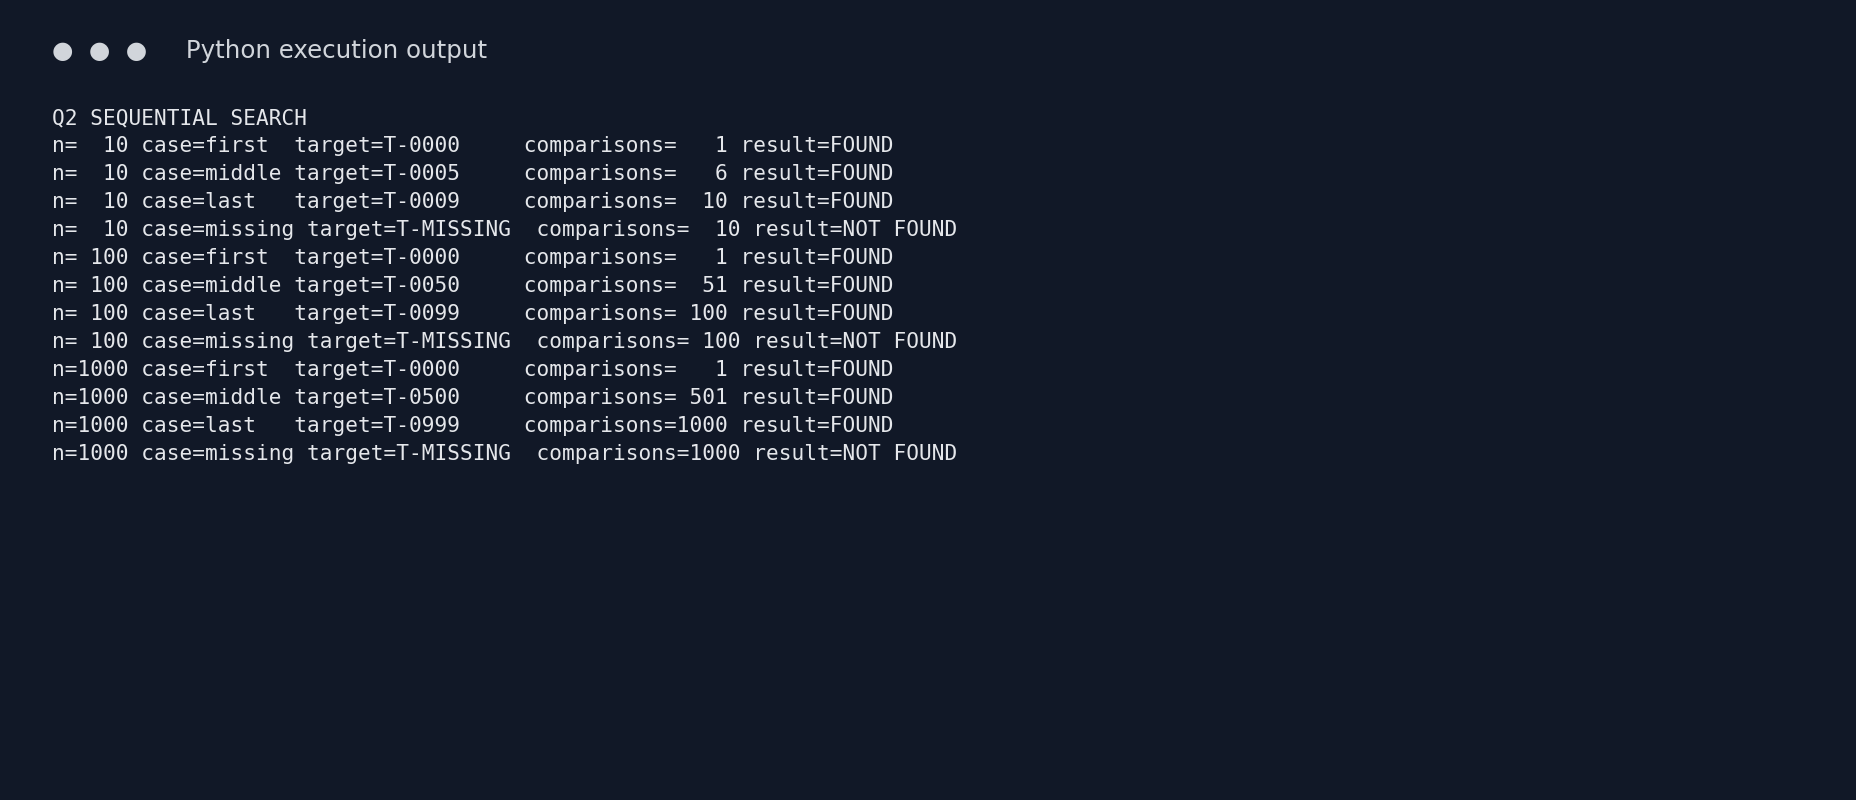 Python execution output
Q2 SEQUENTIAL SEARCH
n=  10 case=first  target=T-0000     comparisons=   1 result=FOUND
n=  10 case=middle target=T-0005     comparisons=   6 result=FOUND
n=  10 case=last   target=T-0009     comparisons=  10 result=FOUND
n=  10 case=missing target=T-MISSING  comparisons=  10 result=NOT FOUND
n= 100 case=first  target=T-0000     comparisons=   1 result=FOUND
n= 100 case=middle target=T-0050     comparisons=  51 result=FOUND
n= 100 case=last   target=T-0099     comparisons= 100 result=FOUND
n= 100 case=missing target=T-MISSING  comparisons= 100 result=NOT FOUND
n=1000 case=first  target=T-0000     comparisons=   1 result=FOUND
n=1000 case=middle target=T-0500     comparisons= 501 result=FOUND
n=1000 case=last   target=T-0999     comparisons=1000 result=FOUND
n=1000 case=missing target=T-MISSING  comparisons=1000 result=NOT FOUND